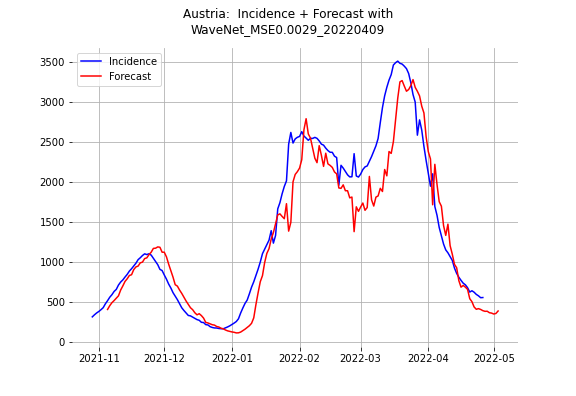 Austria:  Incidence + Forecast with
WaveNet_MSE0.0029_20220409
Incidence
Forecast
3500
3000
2500
2000
1500
1000
500
0
2021-11 2021-12 2022-01 2022-02 2022-03 2022-04 2022-05